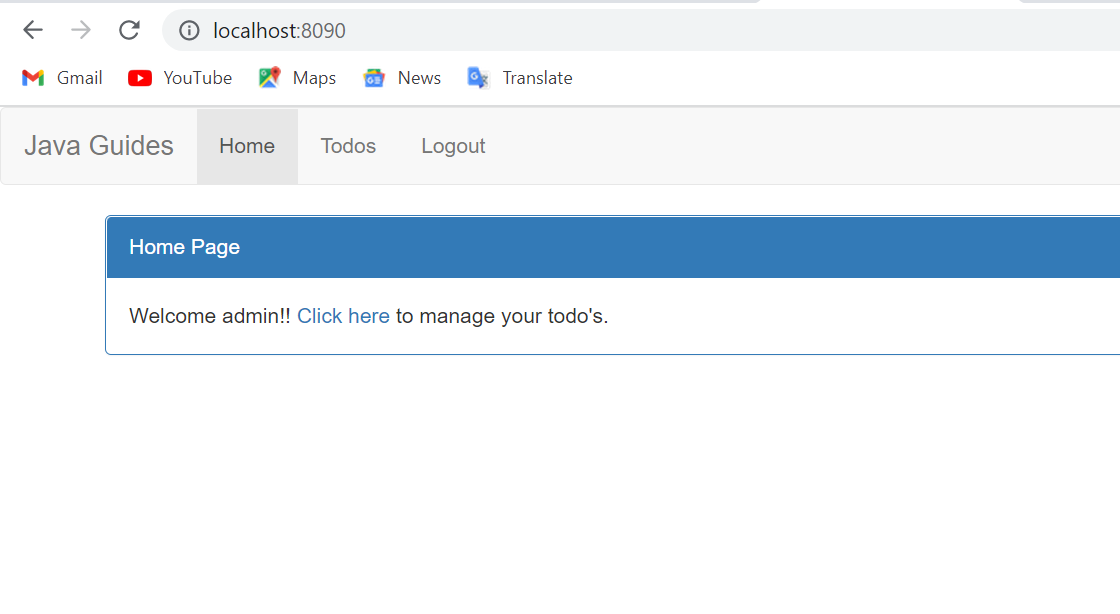 localhost:8090
Gmail YouTube Maps News Translate
Java Guides Home Todos Logout
Home Page
Welcome admin!! Click here to manage your todo's.